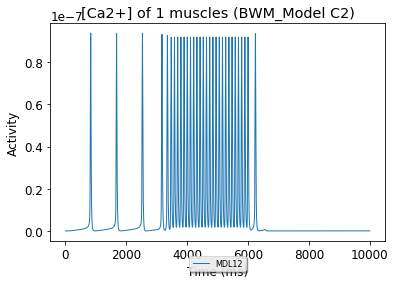 [Ca2+] of 1 muscles (BWM_Model C2)
1e−7
0.8
0.6
0.4
0.2
0.0
Activity
0 2000 4000 6000 8000 10000
Time (ms)
MDL12